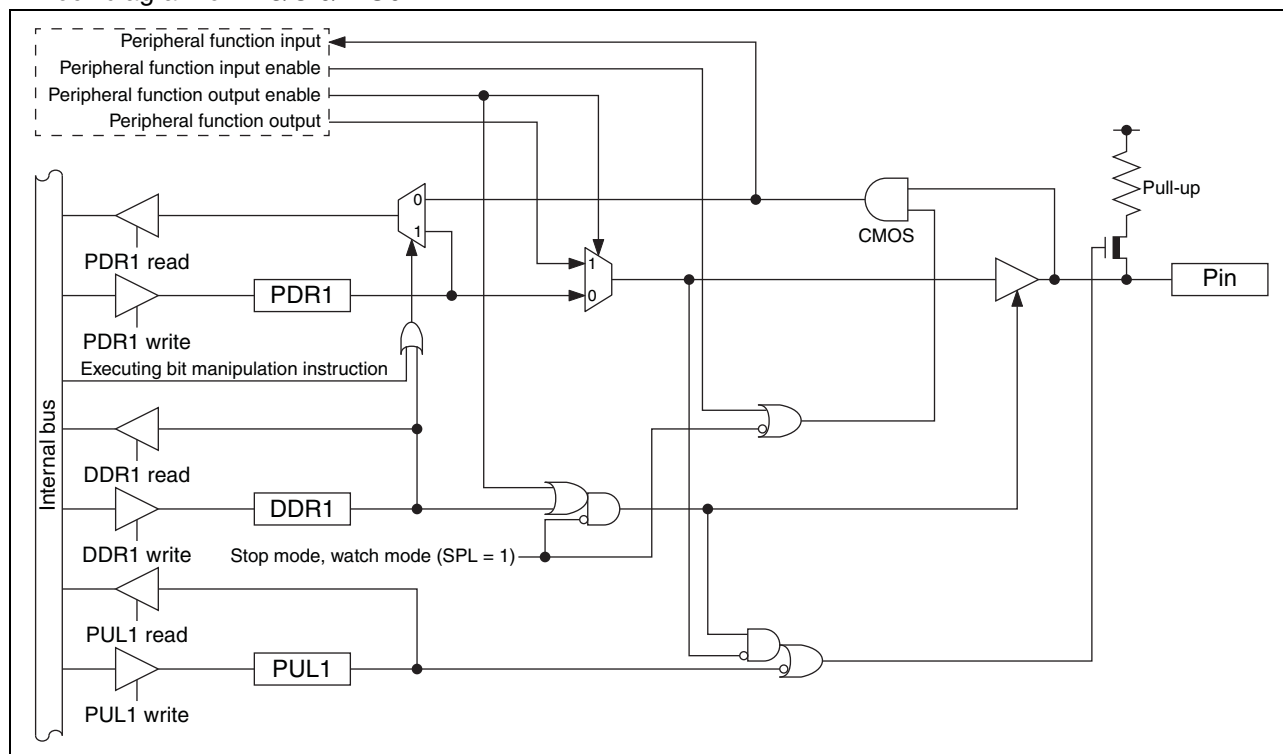 Peripheral function input
Peripheral function input enable
Peripheral function output enable
Peripheral function output
Pull-up
0
1
CMOS
PDR1 read
1
0
PDR1
Pin
PDR1 write
Executing bit manipulation instruction
Internal bus
DDR1 read
DDR1
DDR1 write
Stop mode, watch mode (SPL = 1)
PUL1 read
PUL1
PUL1 write